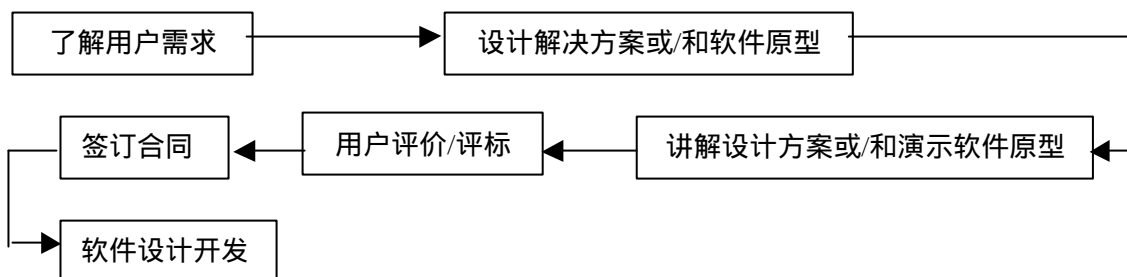 了解用户需求
设计解决方案或/和软件原型
讲解设计方案或/和演示软件原型
用户评价/评标
签订合同
软件设计开发